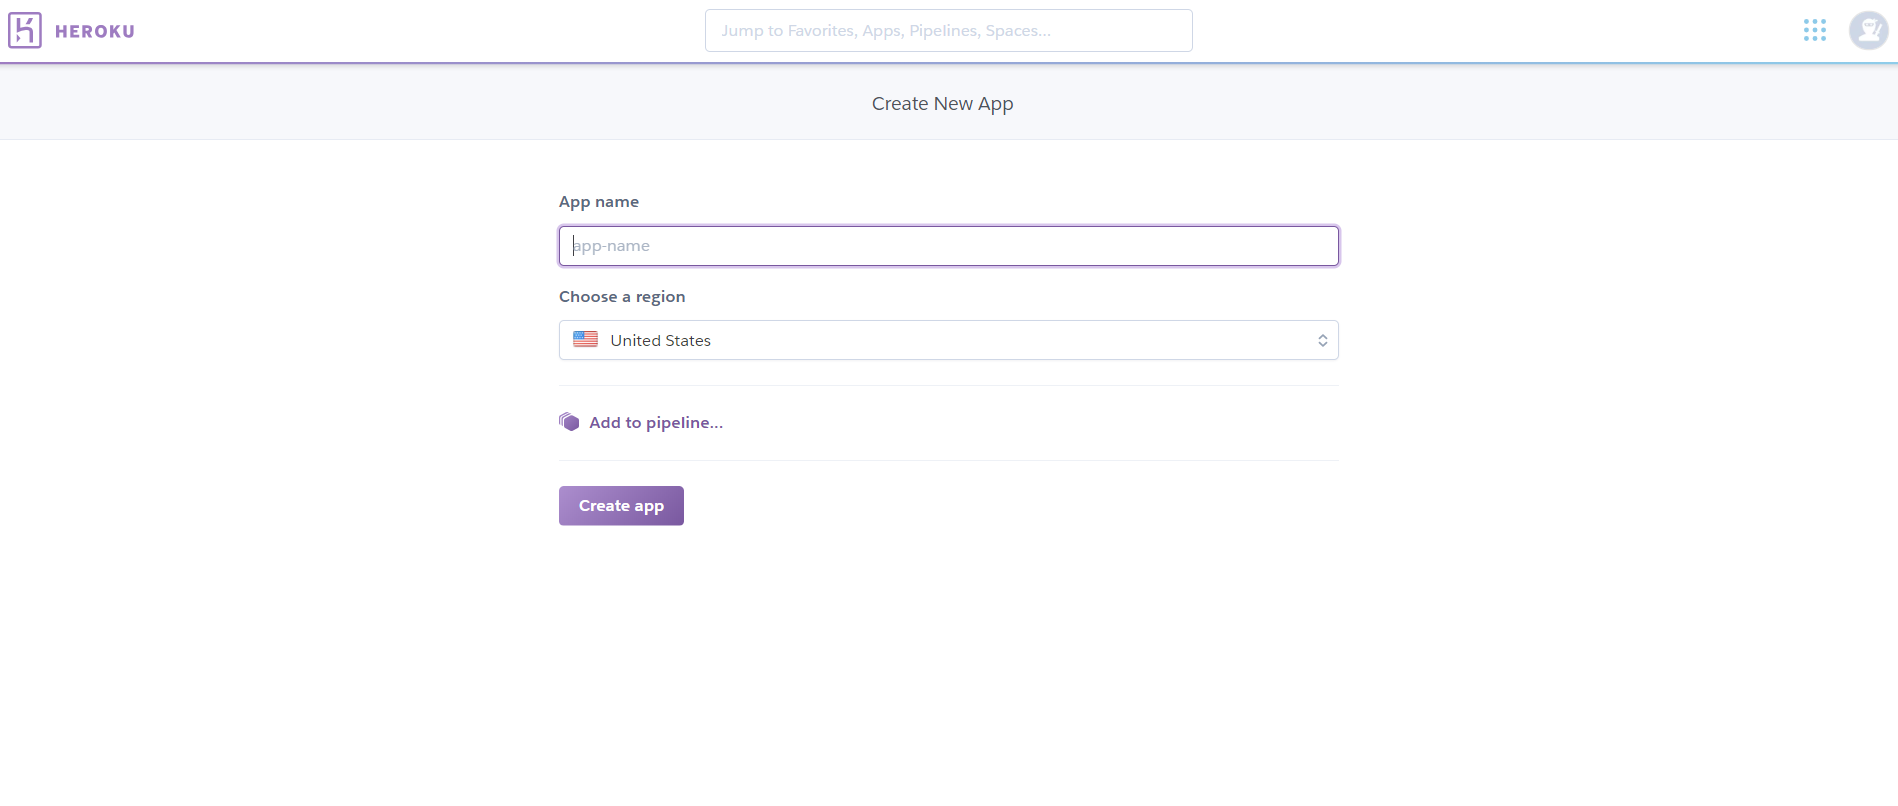 HEROKU
Jump to Favorites, Apps, Pipelines, Spaces...
Create New App
App name
app-name
Choose a region
United States
Add to pipeline...
Create app